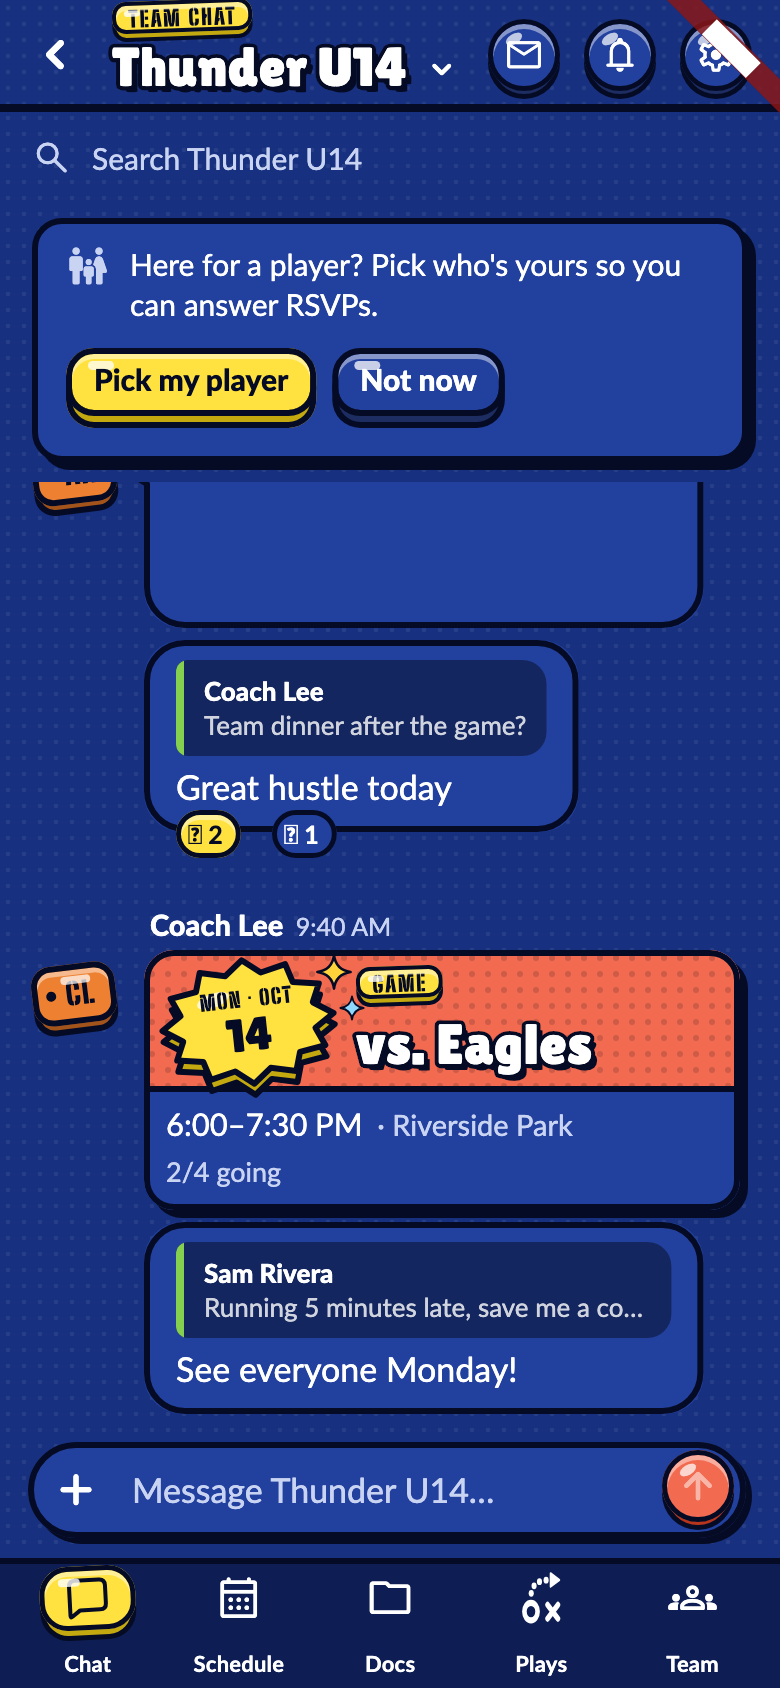 TEAM CHAT
Thunder U14
Search Thunder U14
Here for a player? Pick who's yours so you
can answer RSVPs.
Pick my player
Not now
Coach Lee
Team dinner after the game?
Great hustle today
2
1
Coach Lee 9:40 AM
CL
MON · OCT
14
GAME
vs. Eagles
6:00–7:30 PM · Riverside Park
2/4 going
Sam Rivera
Running 5 minutes late, save me a co...
See everyone Monday!
Message Thunder U14...
Chat
Schedule
Docs
Plays
Team